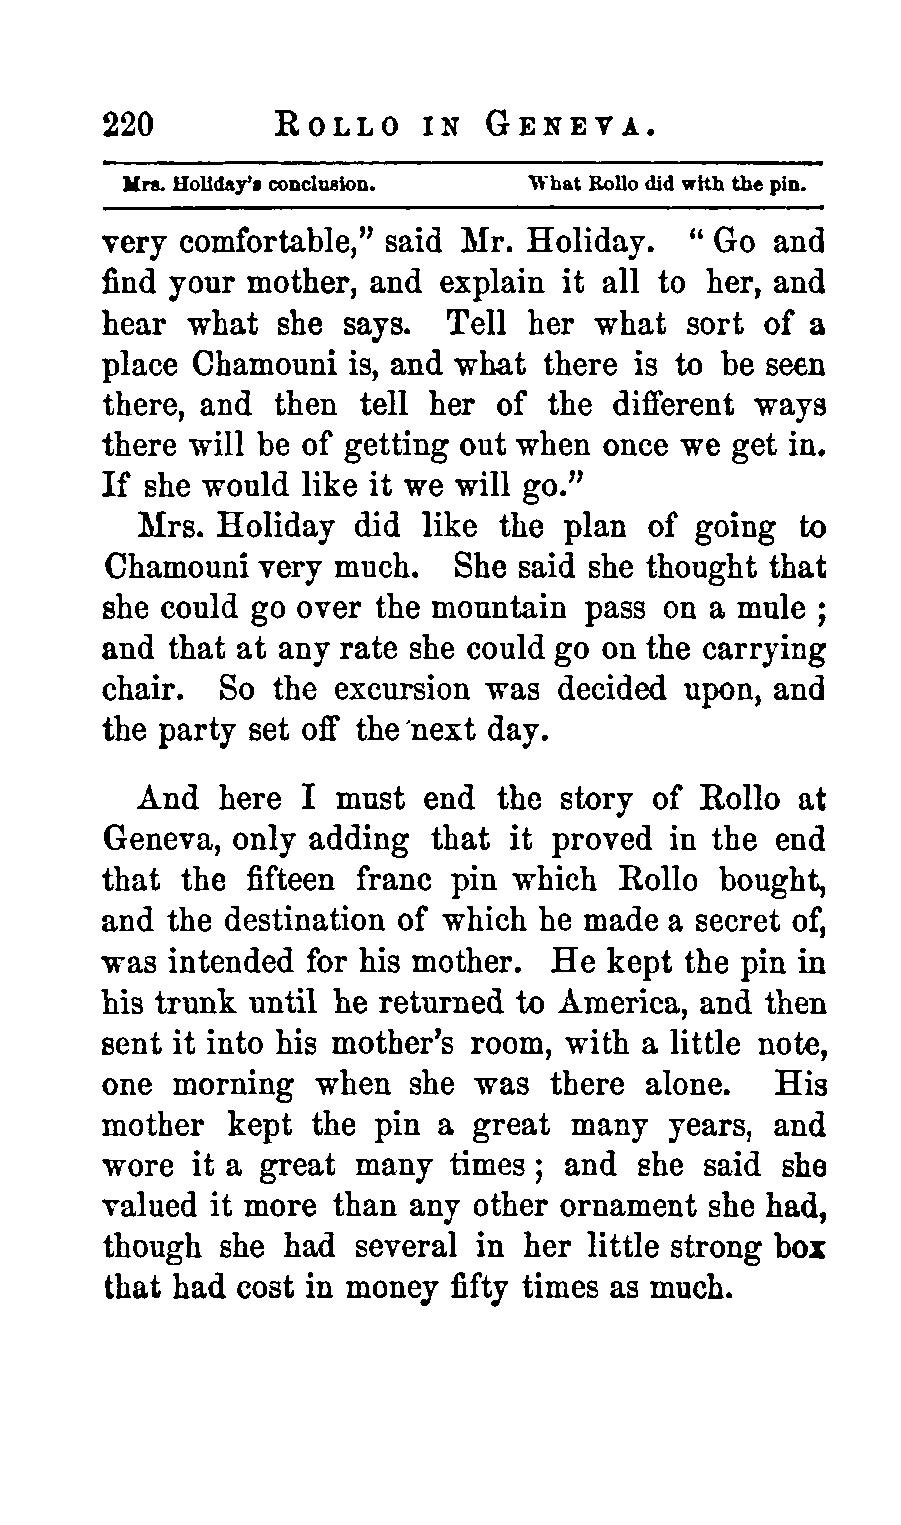 220 ROLLO IN GENEVA.
Mrs. Holiday's conclusion. What Rollo did with the pin.
very comfortable," said Mr. Holiday. "Go and
find your mother, and explain it all to her, and
hear what she says. Tell her what sort of a
place Chamouni is, and what there is to be seen
there, and then tell her of the different ways
there will be of getting out when once we get in.
If she would like it we will go."
Mrs. Holiday did like the plan of going to
Chamouni very much. She said she thought that
she could go over the mountain pass on a mule ;
and that at any rate she could go on the carrying
chair. So the excursion was decided upon, and
the party set off the next day.
And here I must end the story of Rollo at
Geneva, only adding that it proved in the end
that the fifteen franc pin which Rollo bought,
and the destination of which he made a secret of,
was intended for his mother. He kept the pin in
his trunk until he returned to America, and then
sent it into his mother's room, with a little note,
one morning when she was there alone. His
mother kept the pin a great many years, and
wore it a great many times ; and she said she
valued it more than any other ornament she had,
though she had several in her little strong box
that had cost in money fifty times as much.